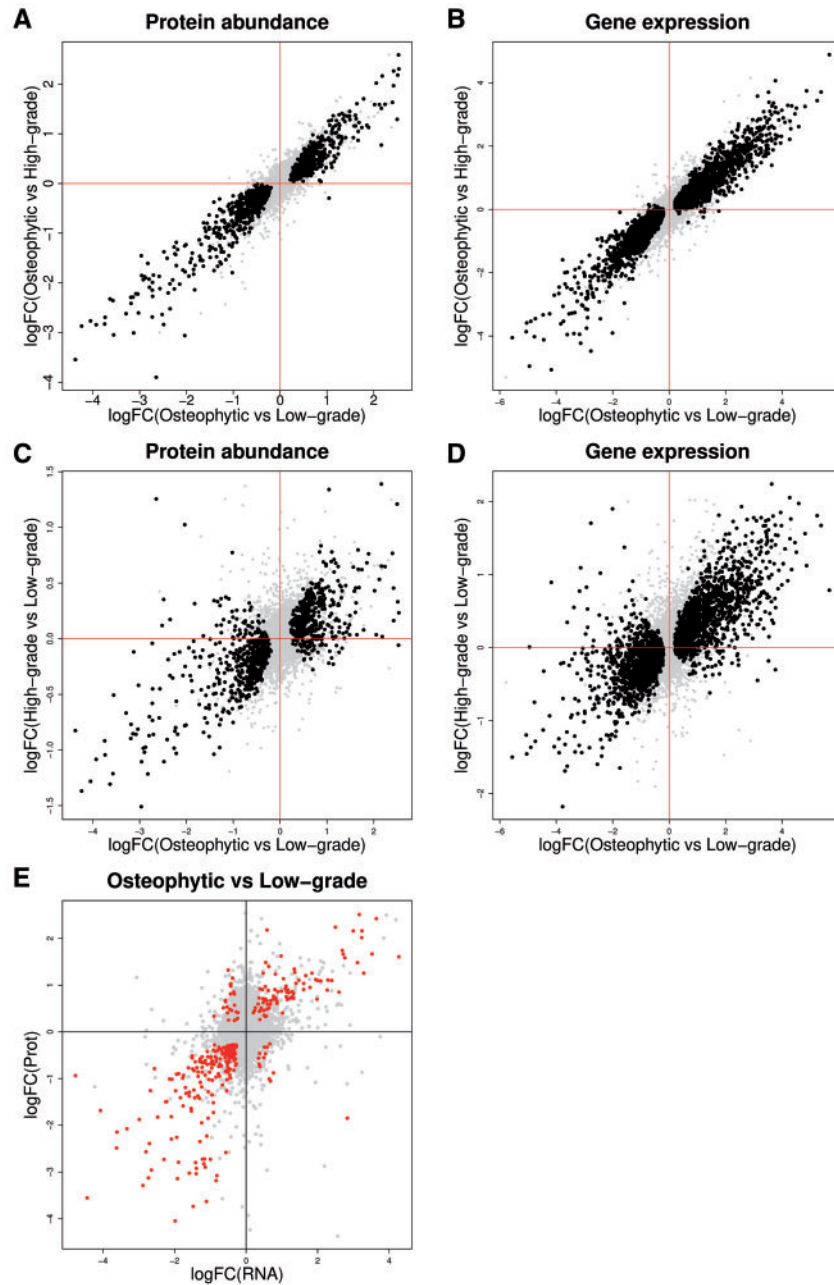 A Protein abundance
logFC(Osteophytic vs High−grade)
2
1
0
−1
−2
−3
−4
−4 −3 −2 −1 0 1 2
logFC(Osteophytic vs Low−grade)
B Gene expression
logFC(Osteophytic vs High−grade)
4
2
0
−2
−4
−6 −4 −2 0 2 4
logFC(Osteophytic vs Low−grade)
C Protein abundance
logFC(High−grade vs Low−grade)
1.5
1.0
0.5
0.0
−0.5
−1.0
−1.5
−4 −3 −2 −1 0 1 2
logFC(Osteophytic vs Low−grade)
D Gene expression
logFC(High−grade vs Low−grade)
2
1
0
−1
−2
−6 −4 −2 0 2 4
logFC(Osteophytic vs Low−grade)
E Osteophytic vs Low−grade
logFC(Prot)
2
1
0
−1
−2
−3
−4
−4 −2 0 2 4
logFC(RNA)